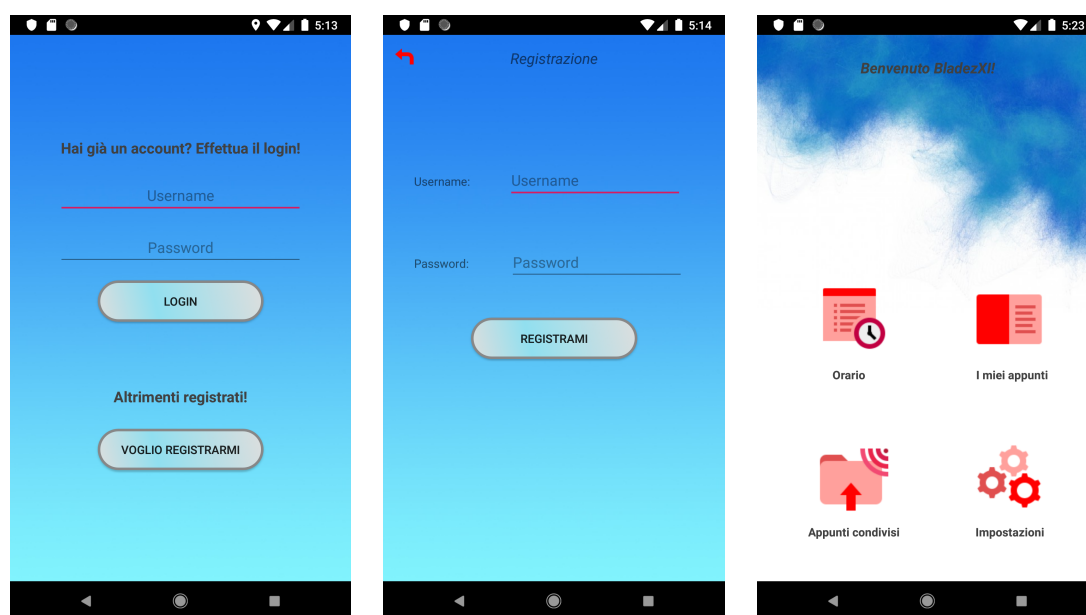 5:13
Hai già un account? Effettua il login!
Username
Password
LOGIN
Altrimenti registrati!
VOGLIO REGISTRARMI
5:14
Registrazione
Username: Username
Password: Password
REGISTRAMI
5:23
Benvenuto BladezXI!
Orario
I miei appunti
Appunti condivisi
Impostazioni